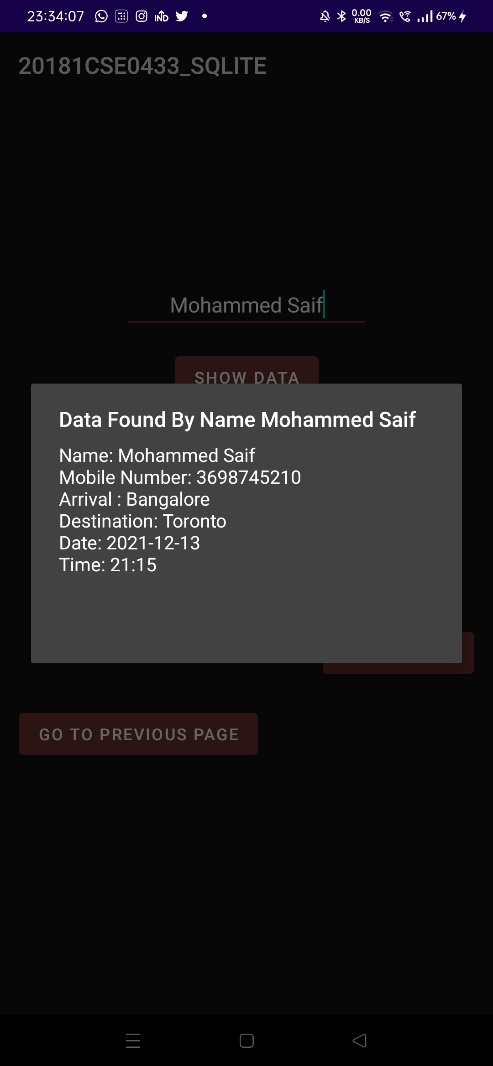 23:34:07
0.00
KB/S
67%
20181CSE0433_SQLITE
Mohammed Saif
SHOW DATA
Data Found By Name Mohammed Saif
Name: Mohammed Saif
Mobile Number: 3698745210
Arrival : Bangalore
Destination: Toronto
Date: 2021-12-13
Time: 21:15
GO TO PREVIOUS PAGE